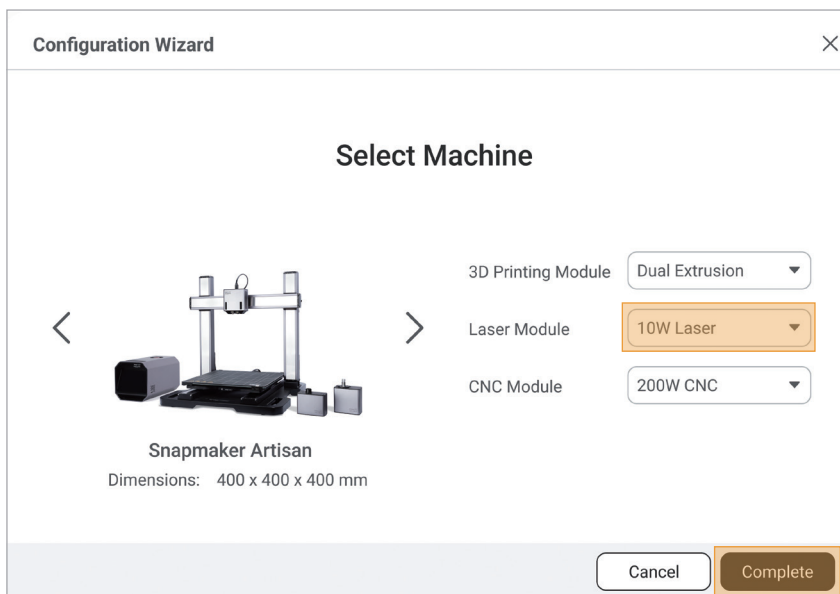 Configuration Wizard
Select Machine
3D Printing Module Dual Extrusion
Laser Module 10W Laser
CNC Module 200W CNC
Snapmaker Artisan
Dimensions: 400 x 400 x 400 mm
Cancel Complete